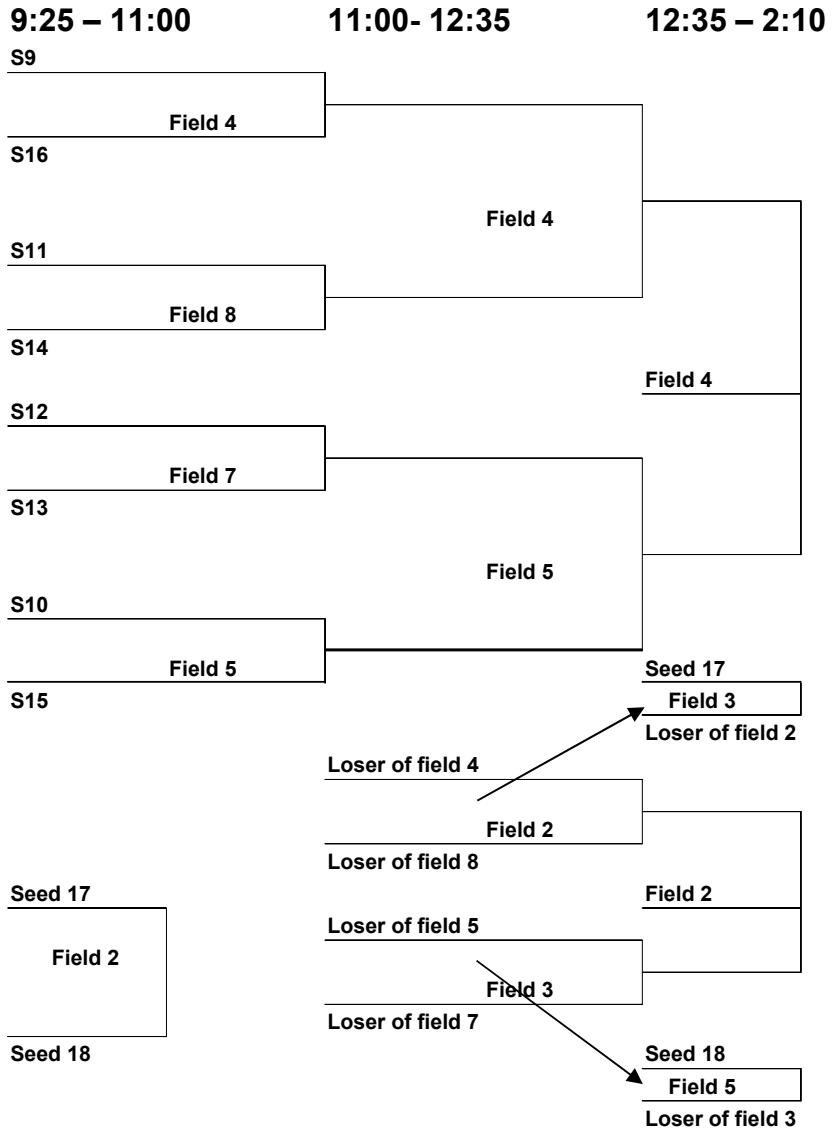 9:25 – 11:00
11:00- 12:35
12:35 – 2:10
S9
Field 4
S16
Field 4
S11
Field 8
S14
Field 4
S12
Field 7
S13
Field 5
S10
Field 5
S15
Seed 17
Field 3
Loser of field 2
Loser of field 4
Field 2
Loser of field 8
Seed 17
Field 2
Loser of field 5
Field 2
Field 3
Loser of field 7
Seed 18
Seed 18
Field 5
Loser of field 3